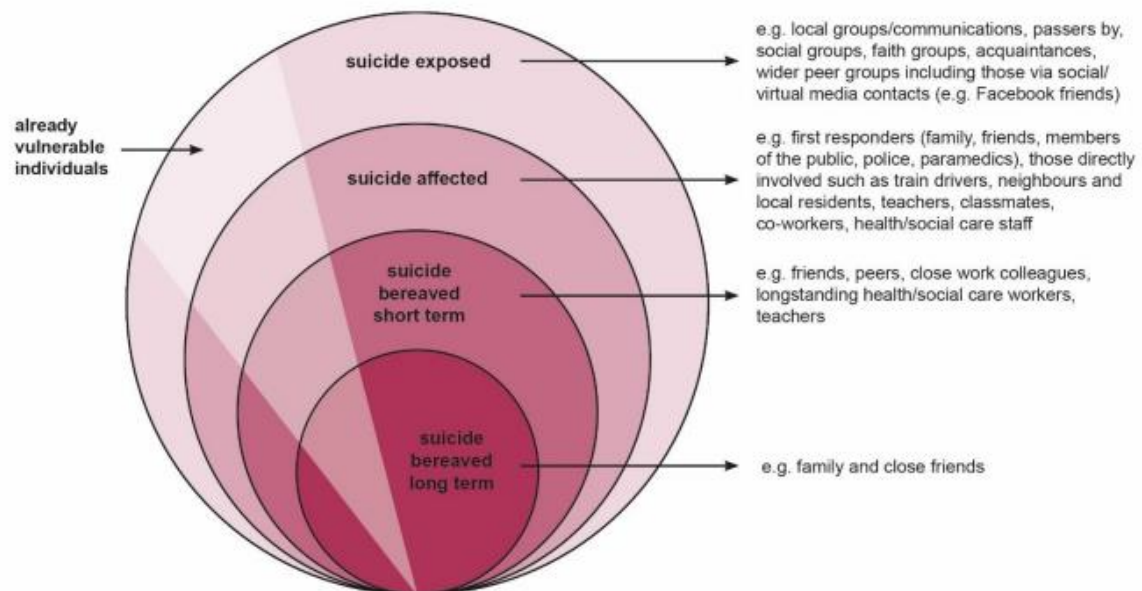 suicide exposed
e.g. local groups/communications, passers by,
social groups, faith groups, acquaintances,
wider peer groups including those via social/
virtual media contacts (e.g. Facebook friends)
already
vulnerable
individuals
suicide affected
e.g. first responders (family, friends, members
of the public, police, paramedics), those directly
involved such as train drivers, neighbours and
local residents, teachers, classmates,
co-workers, health/social care staff
suicide
bereaved
short term
e.g. friends, peers, close work colleagues,
longstanding health/social care workers,
teachers
suicide
bereaved
long term
e.g. family and close friends